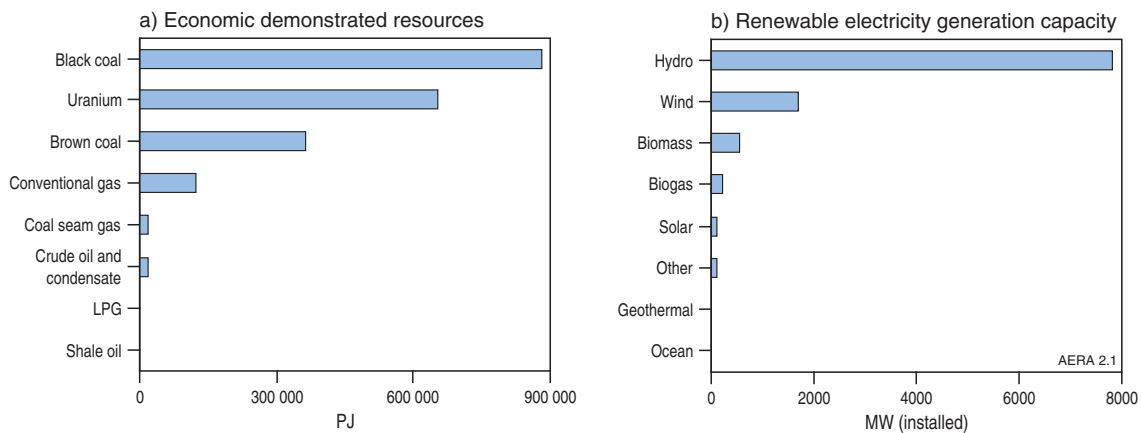 a) Economic demonstrated resources
Black coal
Uranium
Brown coal
Conventional gas
Coal seam gas
Crude oil and
condensate
LPG
Shale oil
0
300 000
600 000
900 000
PJ
b) Renewable electricity generation capacity
Hydro
Wind
Biomass
Biogas
Solar
Other
Geothermal
Ocean
AERA 2.1
0
2000
4000
6000
8000
MW (installed)